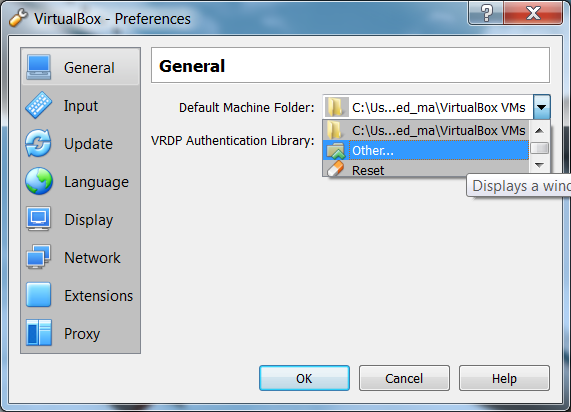 VirtualBox - Preferences
General
Input
Update
Language
Display
Network
Extensions
Proxy
General
Default Machine Folder: C:\Us...ed_ma\VirtualBox VMs
C:\Us...ed_ma\VirtualBox VMs
VRDP Authentication Library: Other...
Reset
Displays a wind
OK Cancel Help